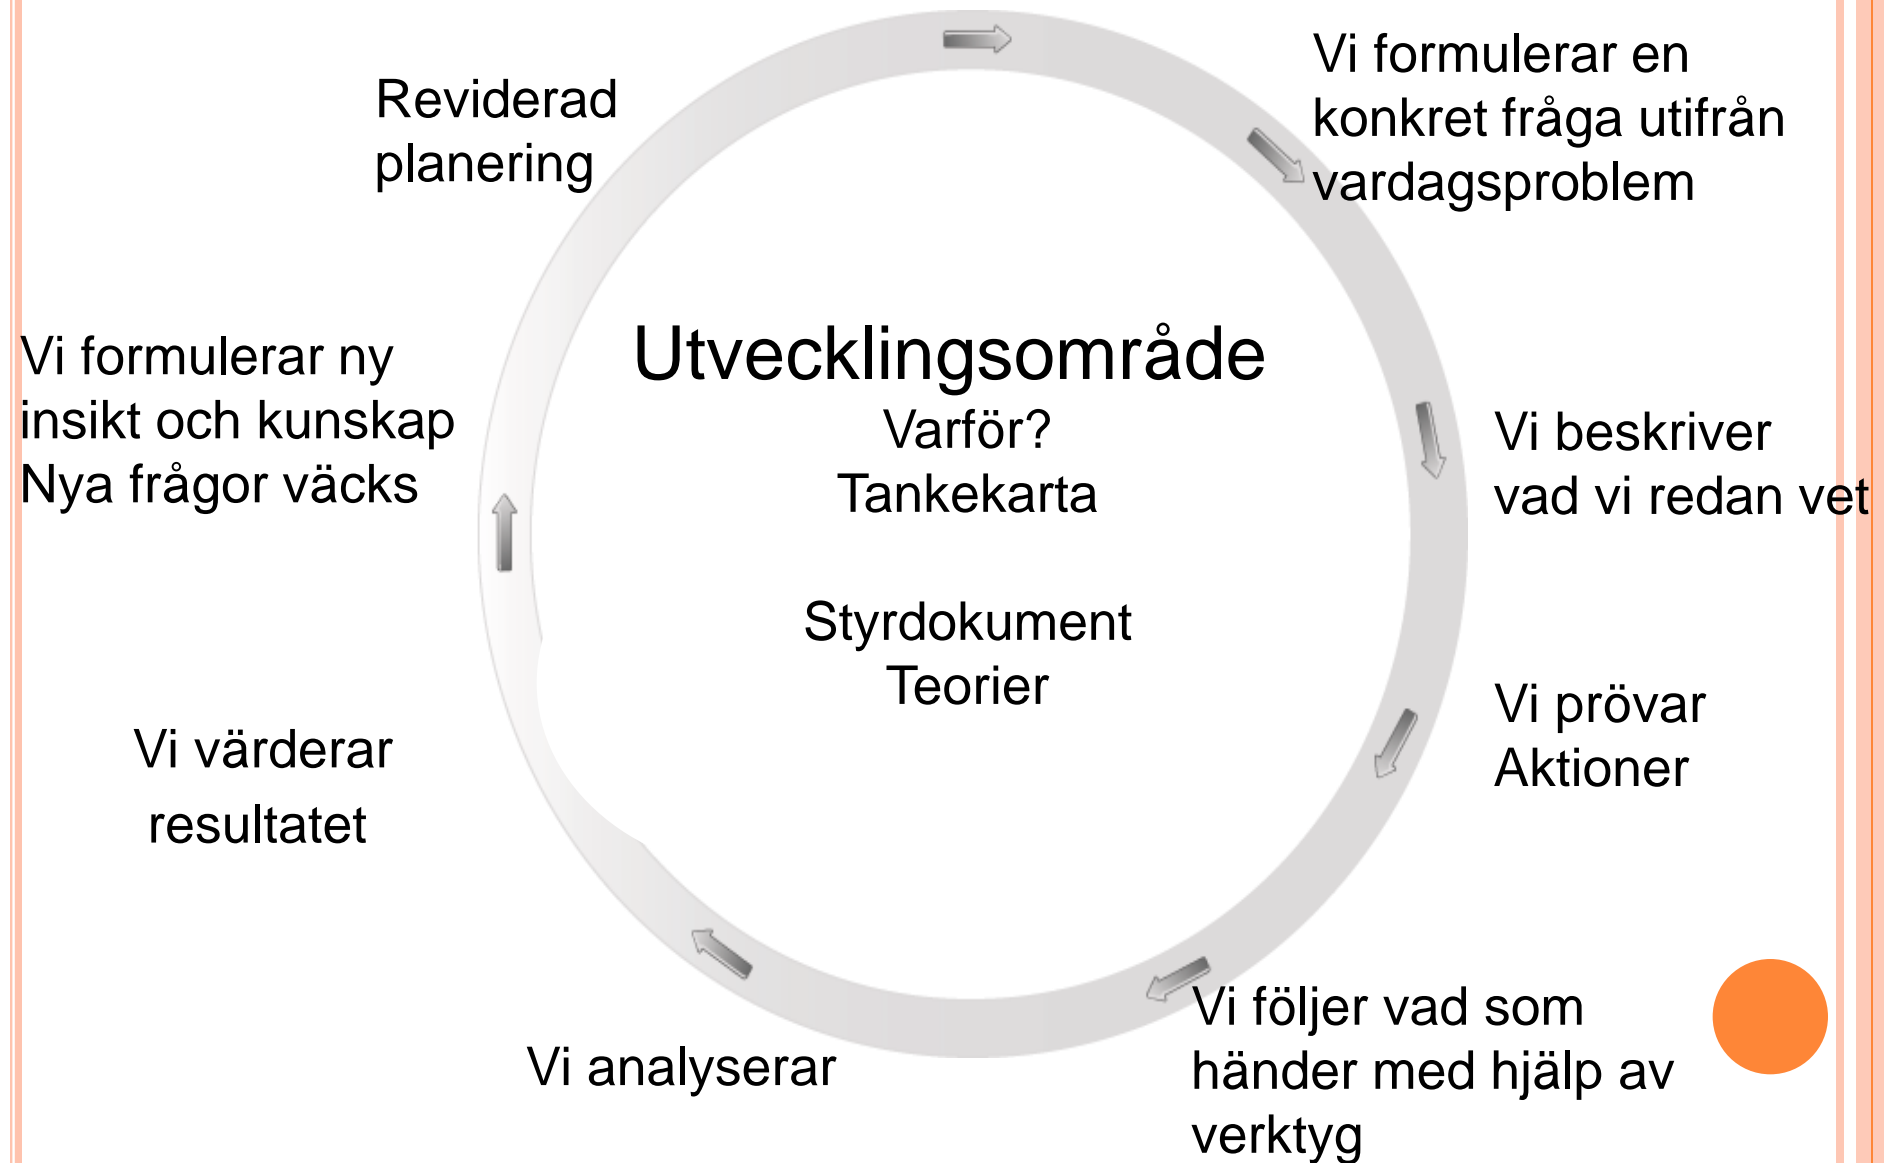 Reviderad
planering
Vi formulerar en
konkret fråga utifrån
vardagsproblem
Utvecklingsområde
Varför?
Tankekarta
Styrdokument
Teorier
Vi beskriver
vad vi redan vet
Vi prövar
Aktioner
Vi följer vad som
händer med hjälp av
verktyg
Vi analyserar
Vi värderar
resultatet
Vi formulerar ny
insikt och kunskap
Nya frågor väcks